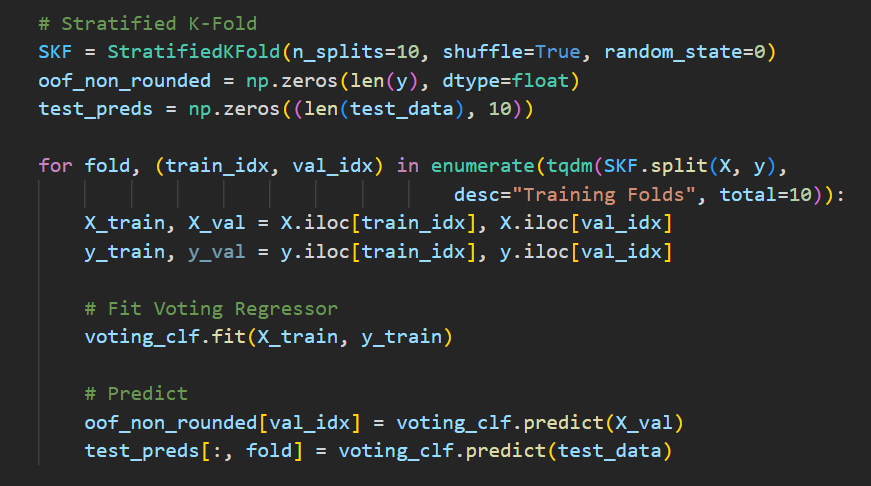 # Stratified K-Fold
SKF = StratifiedKFold(n_splits=10, shuffle=True, random_state=0)
oof_non_rounded = np.zeros(len(y), dtype=float)
test_preds = np.zeros((len(test_data), 10))

for fold, (train_idx, val_idx) in enumerate(tqdm(SKF.split(X, y),
                                    desc="Training Folds", total=10)):
    X_train, X_val = X.iloc[train_idx], X.iloc[val_idx]
    y_train, y_val = y.iloc[train_idx], y.iloc[val_idx]

    # Fit Voting Regressor
    voting_clf.fit(X_train, y_train)

    # Predict
    oof_non_rounded[val_idx] = voting_clf.predict(X_val)
    test_preds[:, fold] = voting_clf.predict(test_data)